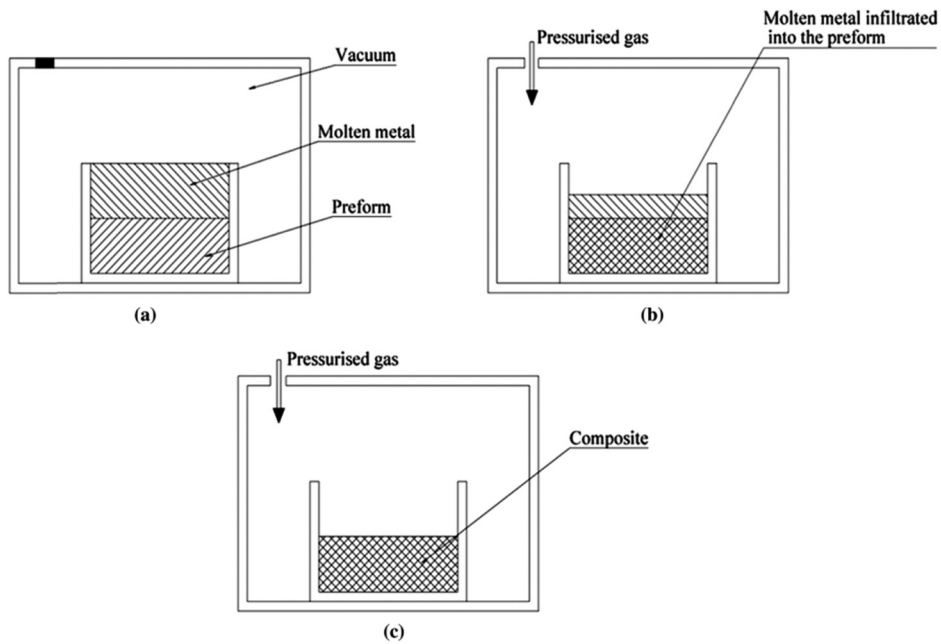 Vacuum
Molten metal
Preform
(a)
Pressurised gas
Molten metal infiltrated
into the preform
(b)
Pressurised gas
Composite
(c)